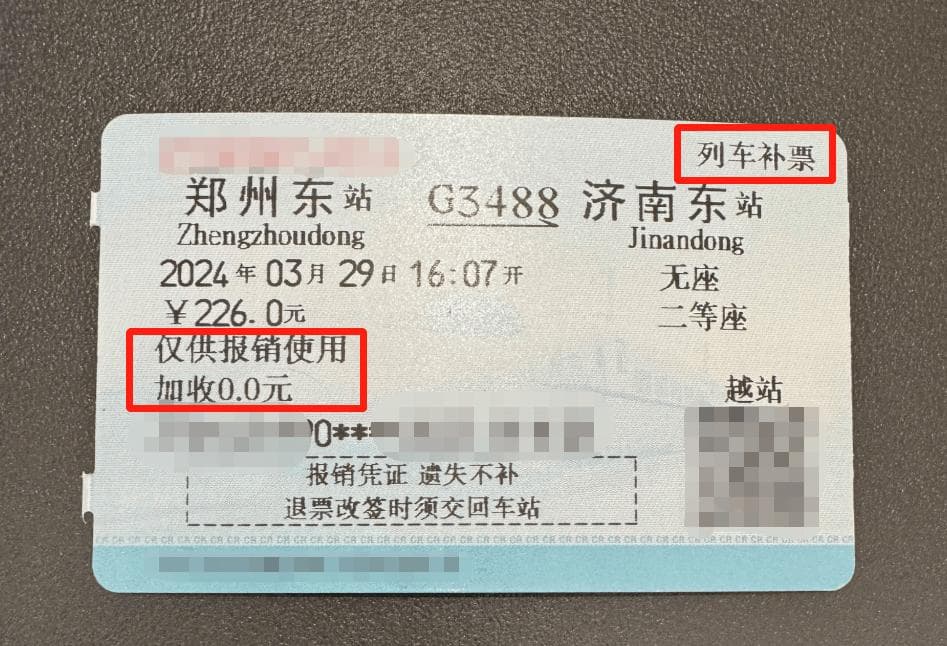 列车补票
郑州东站 G3488 济南东站
Zhengzhoudong Jinandong
2024年03月29日16:07开 无座
￥226.0元 二等座
仅供报销使用
加收0.0元 越站
0***
报销凭证 遗失不补
退票改签时须交回车站